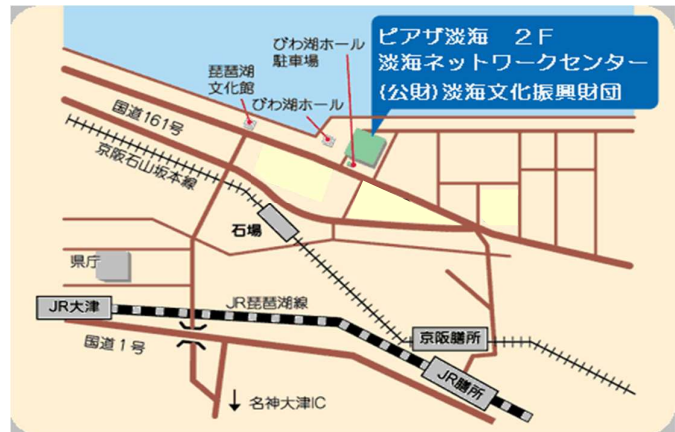 ピアザ淡海　２Ｆ
淡海ネットワークセンター
(公財)淡海文化振興財団
びわ湖ホール
駐車場
琵琶湖
文化館
びわ湖ホール
国道161号
京阪石山坂本線
石場
県庁
JR大津
JR琵琶湖線
国道１号
京阪膳所
JR膳所
名神大津IC